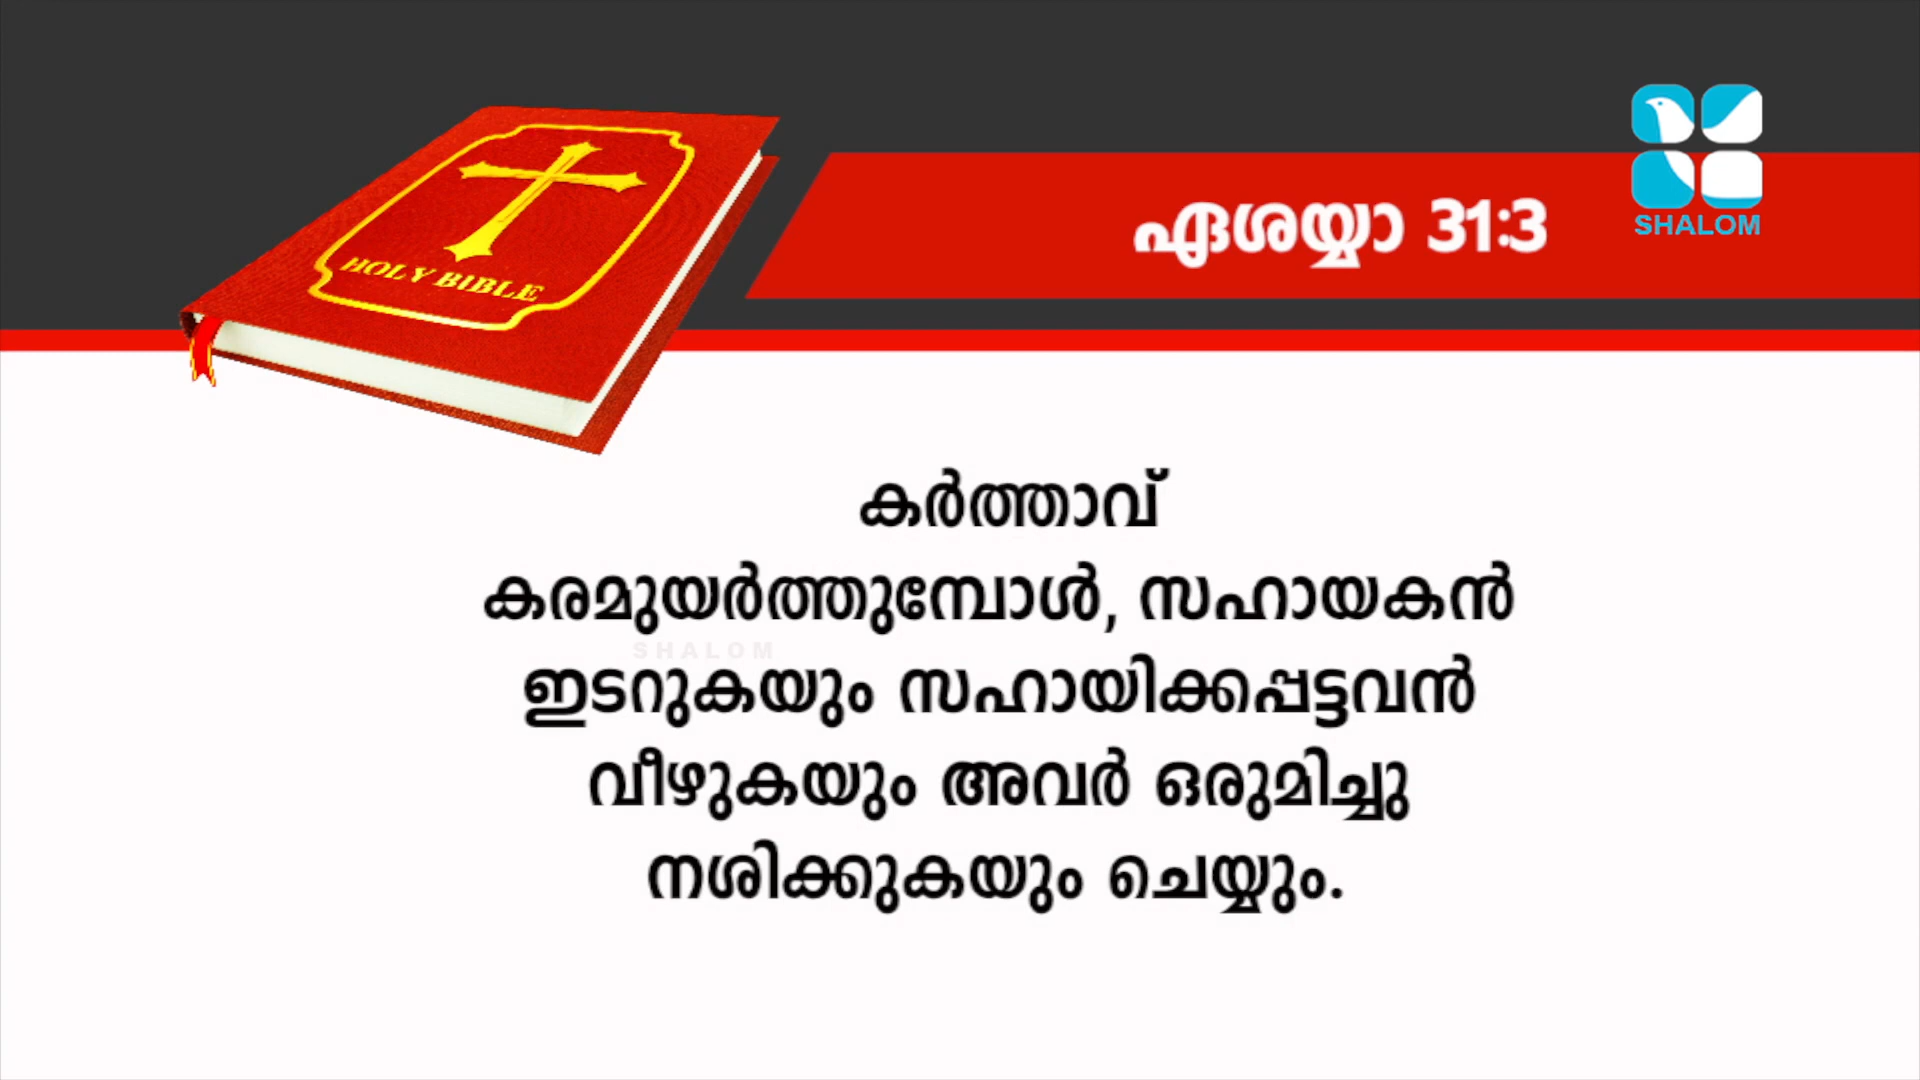 ഏശയ്യാ 31:3
SHALOM
HOLY BIBLE
കർത്താവ്
കരമുയർത്തുമ്പോൾ, സഹായകൻ
SHALOM
ഇടറുകയും സഹായിക്കപ്പട്ടവൻ
വീഴുകയും അവർ ഒരുമിച്ചു
നശിക്കുകയും ചെയ്യും.